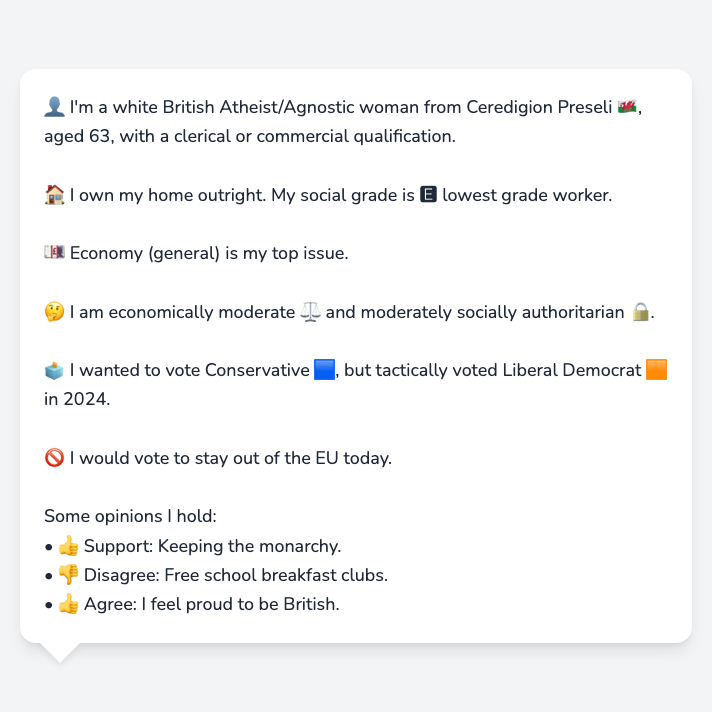 👤 I'm a white British Atheist/Agnostic woman from Ceredigion Preseli 🏴󠁧󠁢󠁷󠁬󠁳󠁿,
aged 63, with a clerical or commercial qualification.
🏠 I own my home outright. My social grade is 🅴 lowest grade worker.
💷 Economy (general) is my top issue.
🤔 I am economically moderate ⚖️ and moderately socially authoritarian 🔒.
🗳️ I wanted to vote Conservative 🟦, but tactically voted Liberal Democrat 🟧
in 2024.
🚫 I would vote to stay out of the EU today.
Some opinions I hold:
• 👍 Support: Keeping the monarchy.
• 👎 Disagree: Free school breakfast clubs.
• 👍 Agree: I feel proud to be British.